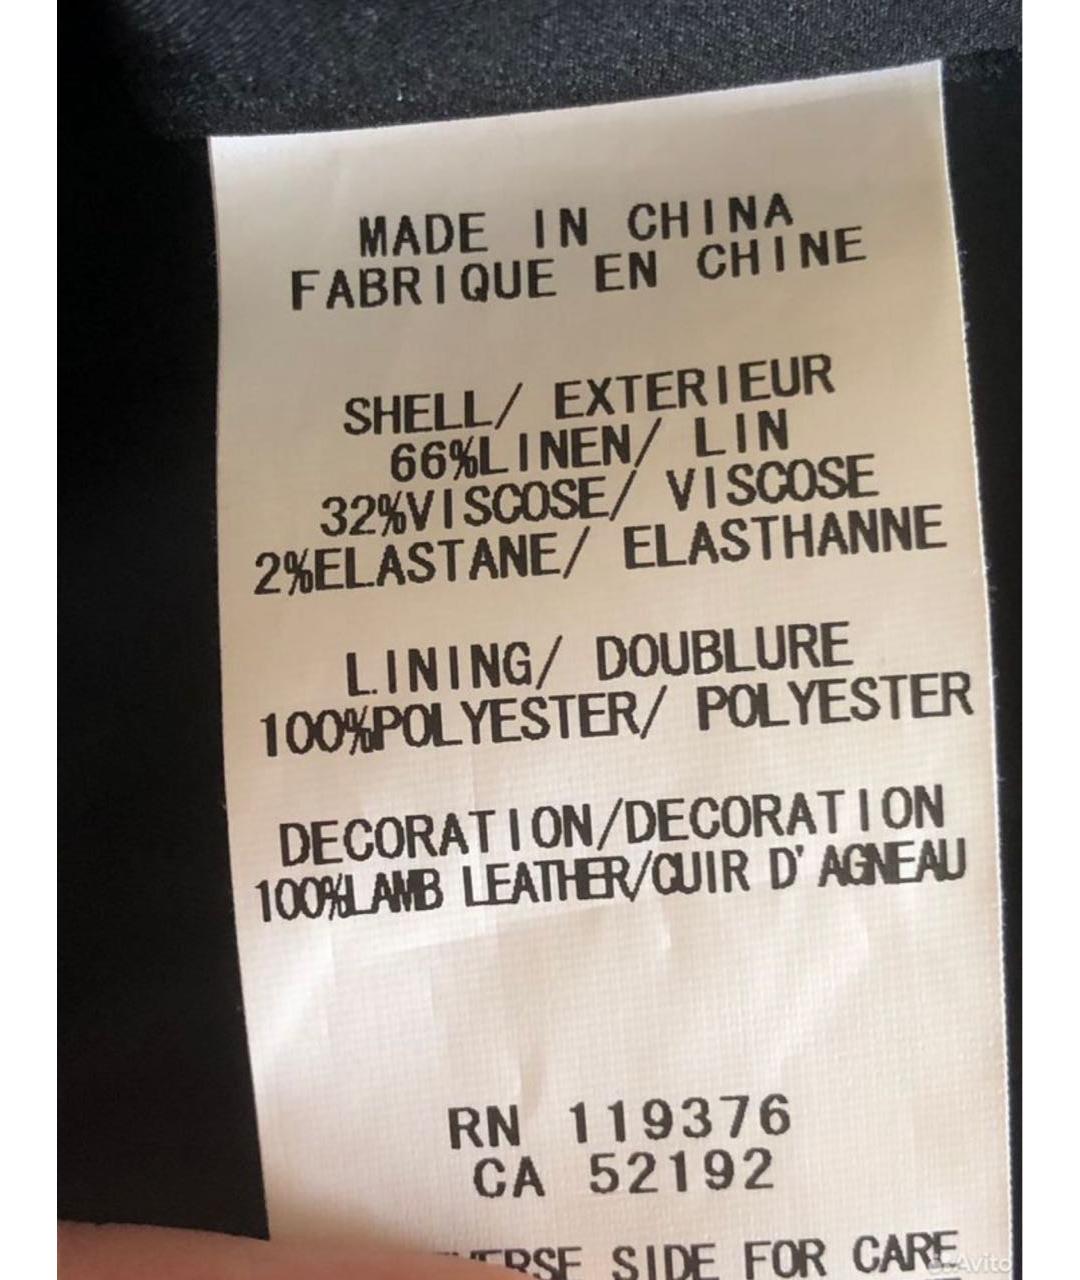 MADE IN CHINA
FABRIQUE EN CHINE
SHELL/ EXTERIEUR
66%LINEN/ LIN
32%VISCOSE/ VISCOSE
2%ELASTANE/ ELASTHANNE
LINING/ DOUBLURE
100%POLYESTER/ POLYESTER
DECORATION/DECORATION
100%LAMB LEATHER/CUIR D'AGNEAU
RN 119376
CA 52192
SIDE FOR CARE
Avito